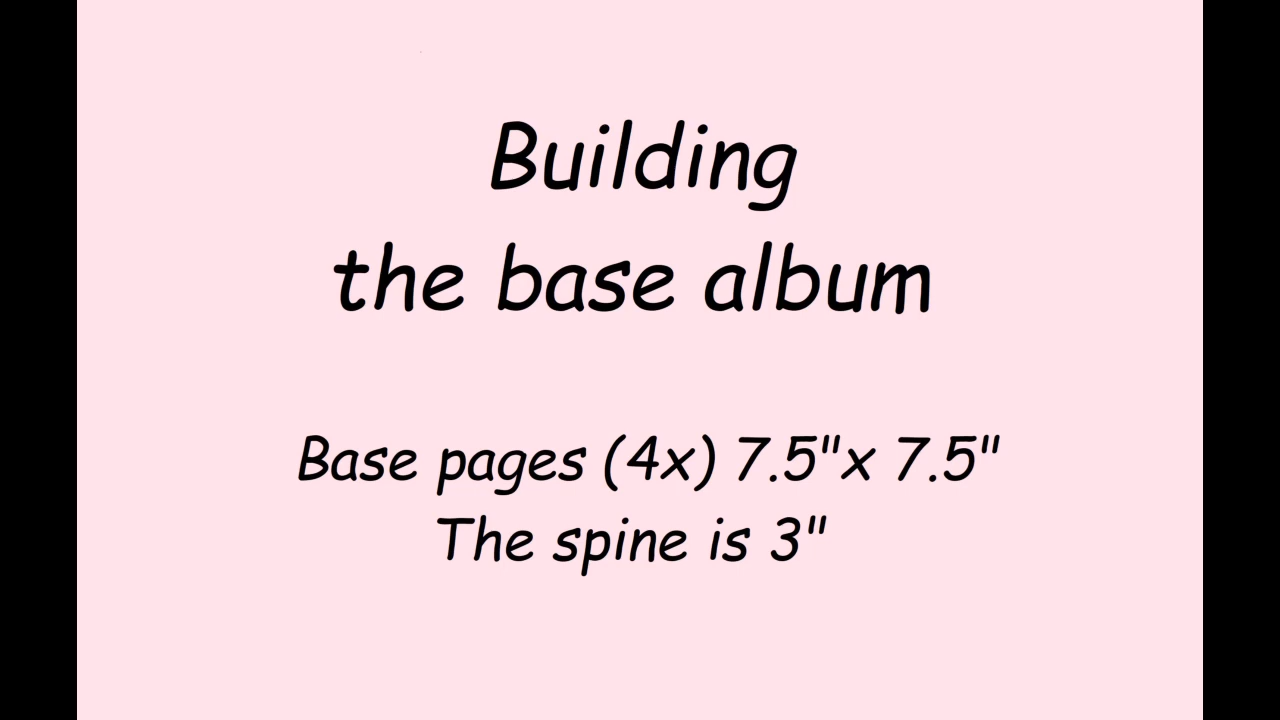 Building
the base album
Base pages (4x) 7.5"x 7.5"
The spine is 3"